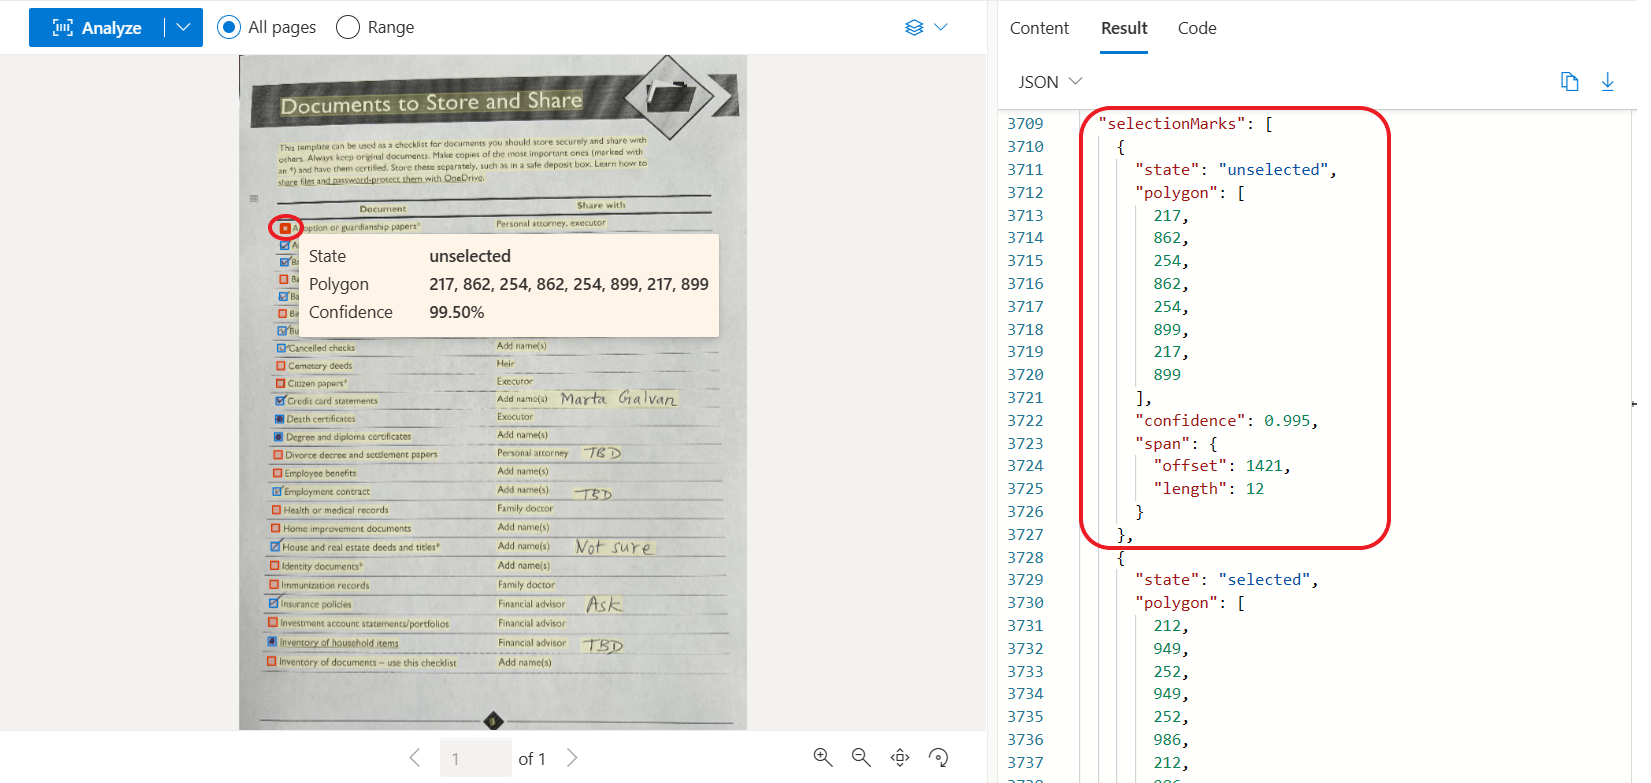 Analyze
All pages
Range
Content
Result
Code
JSON
Documents to Store and Share
This template can be used as a checklist for documents you should store securely and share with
others. Always keep original documents. Make copies of the most important ones (marked with
an *) and have them certified. Store these separately, such as in a safe deposit box. Learn how to
share files and password-protect them with OneDrive.
Document Share with
Adoption or guardianship papers* Personal attorney, executor
State unselected
Polygon 217, 862, 254, 862, 254, 899, 217, 899
Confidence 99.50%
Cancelled checks Add name(s)
Cemetery deeds Heir
Citizen papers* Executor
Credit card statements Add name(s) Marta Galvan
Death certificates Executor
Degree and diploma certificates Add name(s)
Divorce decree and settlement papers Personal attorney TBD
Employee benefits Add name(s)
Employment contract Add name(s) TBD
Health or medical records Family doctor
Home improvement documents Add name(s)
House and real estate deeds and titles* Add name(s) Not sure
Identity documents* Add name(s)
Immunization records Family doctor
Insurance policies Financial advisor Ask
Investment account statements/portfolios Financial advisor
Inventory of household items Financial advisor TBD
Inventory of documents – use this checklist Add name(s)
1 of 1
3709 "selectionMarks": [
3710 {
3711 "state": "unselected",
3712 "polygon": [
3713 217,
3714 862,
3715 254,
3716 862,
3717 254,
3718 899,
3719 217,
3720 899
3721 ],
3722 "confidence": 0.995,
3723 "span": {
3724 "offset": 1421,
3725 "length": 12
3726 }
3727 },
3728 {
3729 "state": "selected",
3730 "polygon": [
3731 212,
3732 949,
3733 252,
3734 949,
3735 252,
3736 986,
3737 212,